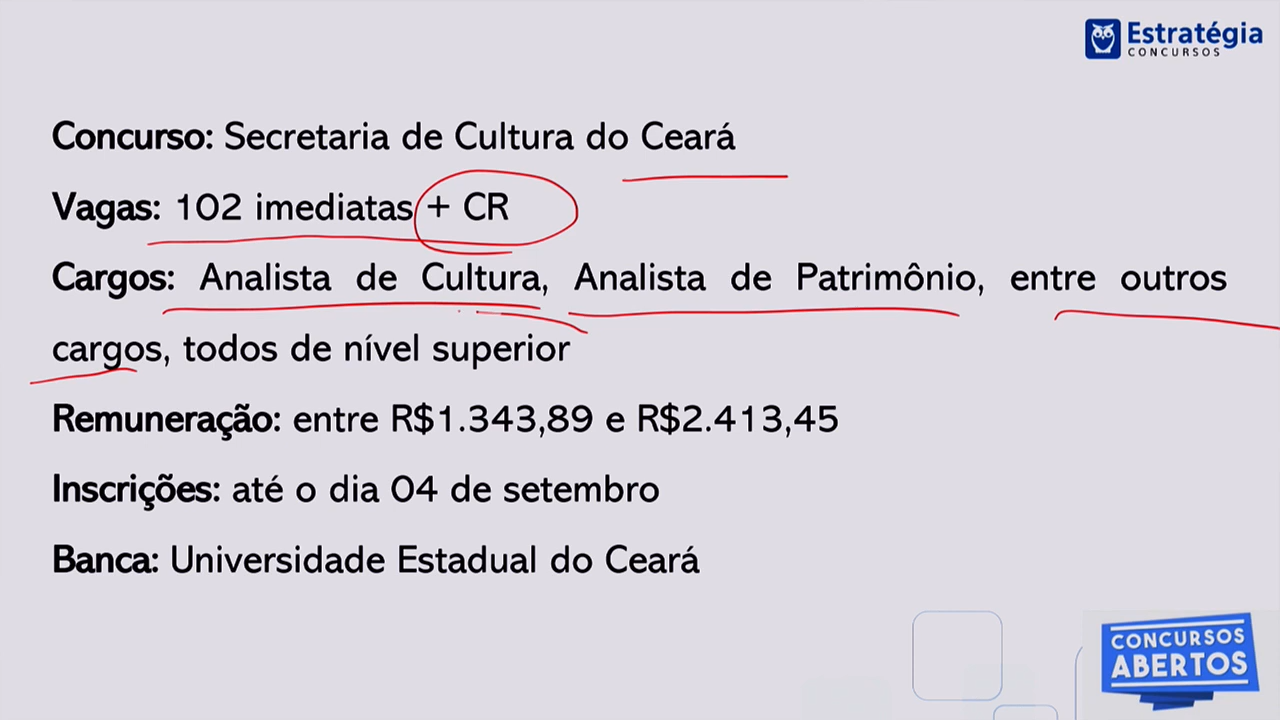 Estratégia
CONCURSOS
Concurso: Secretaria de Cultura do Ceará
Vagas: 102 imediatas + CR
Cargos: Analista de Cultura, Analista de Patrimônio, entre outros
cargos, todos de nível superior
Remuneração: entre R$1.343,89 e R$2.413,45
Inscrições: até o dia 04 de setembro
Banca: Universidade Estadual do Ceará
CONCURSOS
ABERTOS